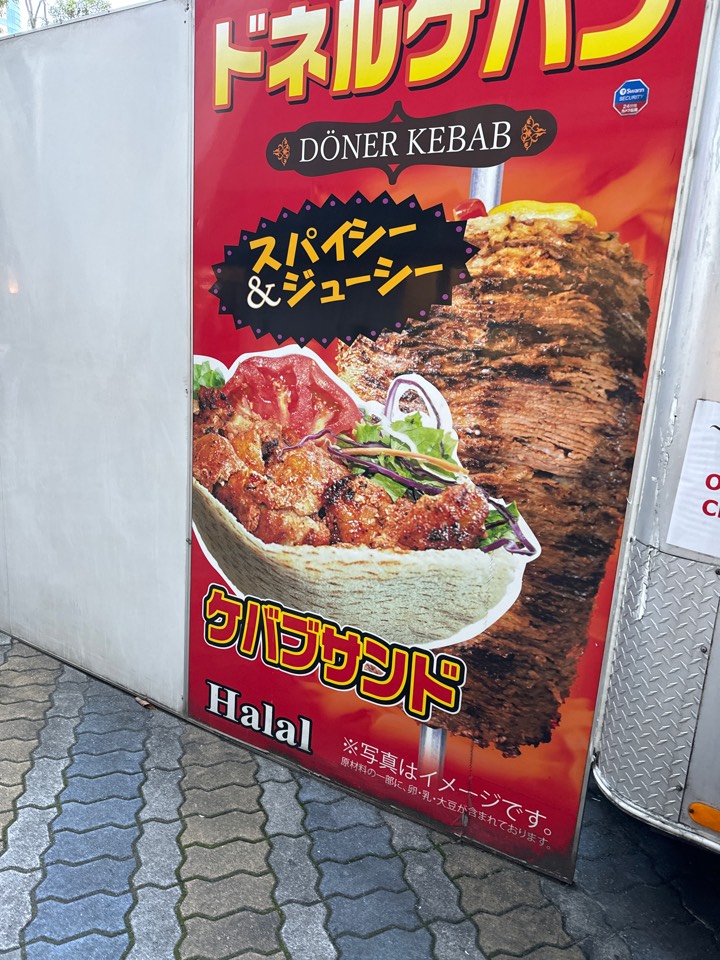 ドネルケバブ
Swann
SECURITY
DÖNER KEBAB
スパイシー
&ジューシー
ケバブサンド
Halal
※写真はイメージです。
原材料の一部に、卵・乳・大豆が含まれております。